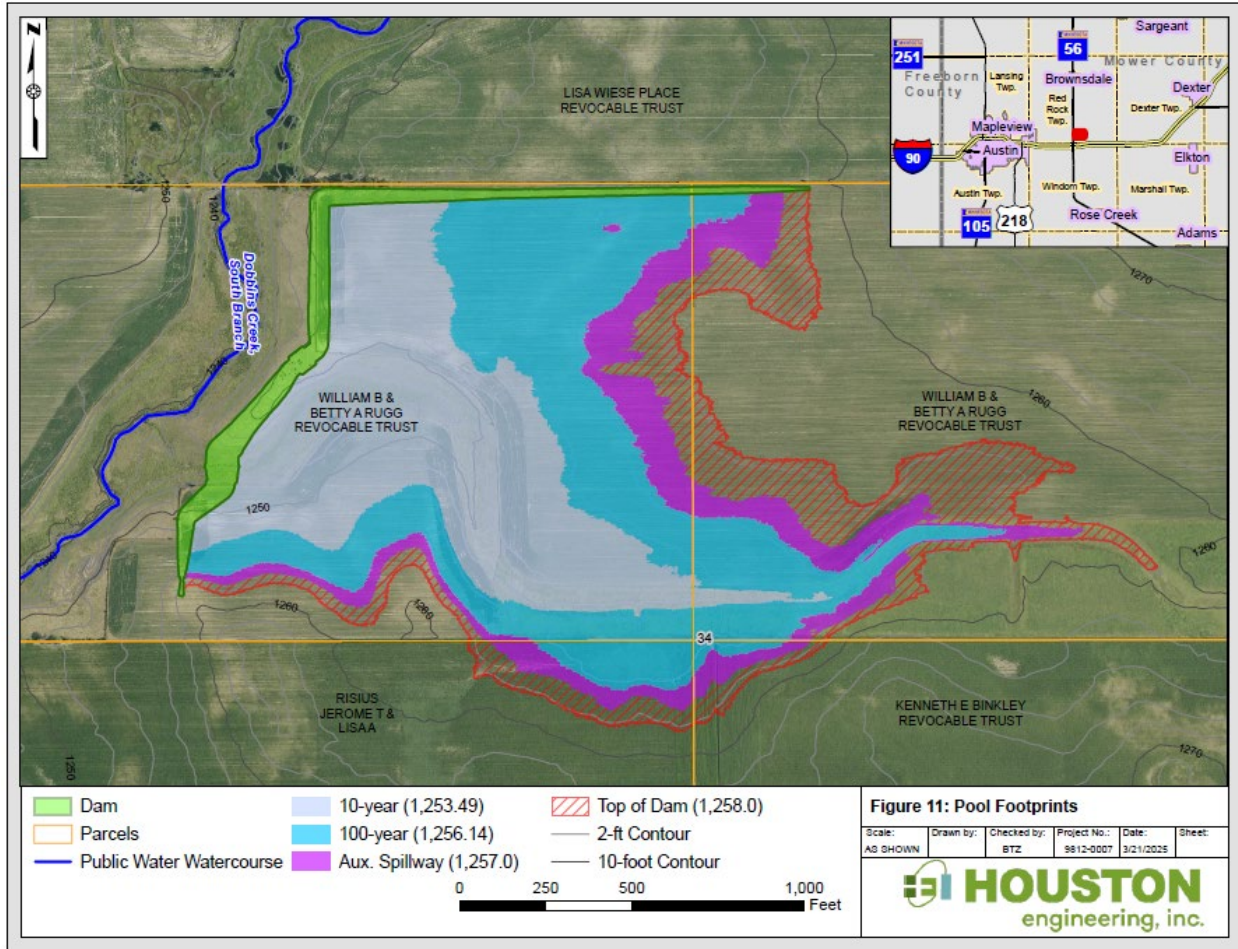 N
LISA WIESE PLACE
REVOCABLE TRUST
Sargeant
251
56
Mower County
Freeborn
County
Lansing
Twp.
Brownsdale
Dexter
Red
Rock
Twp.
Dexter Twp.
Mapleview
Austin
90
Elkton
Austin Twp.
Windom Twp.
Marshall Twp.
105
218
Rose Creek
Adams
1250
1240
Dobbins Creek,
South Branch
1270
1240
WILLIAM B &
BETTY A RUGG
REVOCABLE TRUST
WILLIAM B &
BETTY A RUGG
REVOCABLE TRUST
1260
1250
1240
1260
1260
1260
34
RISIUS
JEROME T &
LISA A
KENNETH E BINKLEY
REVOCABLE TRUST
1250
1270
Dam
Parcels
Public Water Watercourse
10-year (1,253.49)
100-year (1,256.14)
Aux. Spillway (1,257.0)
Top of Dam (1,258.0)
2-ft Contour
10-foot Contour
0 250 500 1,000
Feet
Figure 11: Pool Footprints
Scale: Drawn by: Checked by: Project No.: Date: Sheet:
AS SHOWN BTZ 9812-0007 3/21/2025
HOUSTON
engineering, inc.